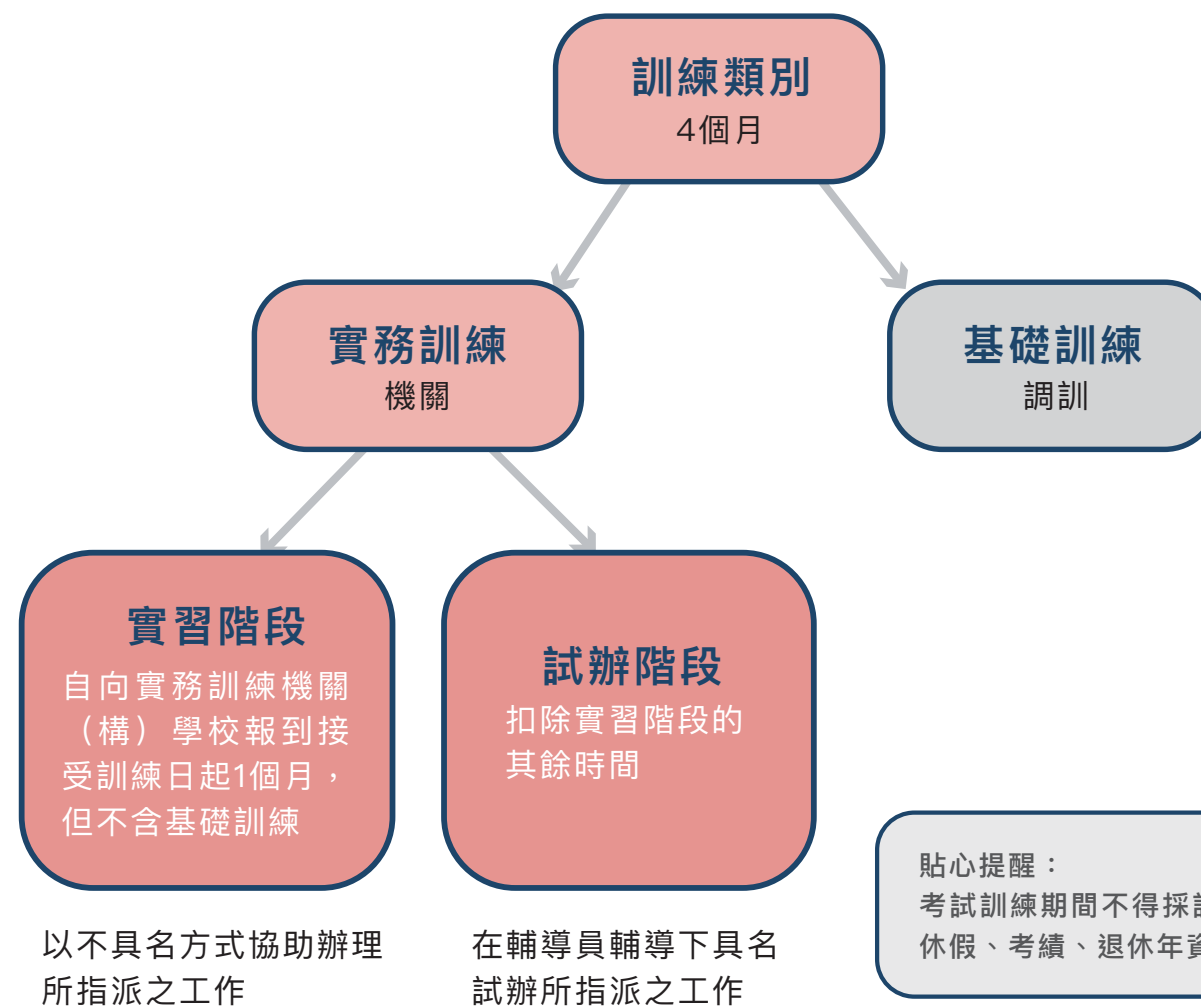 訓練類別
4個月
實務訓練
機關
基礎訓練
調訓
實習階段
自向實務訓練機關
（構）學校報到接
受訓練日起1個月，
但不含基礎訓練
試辦階段
扣除實習階段的
其餘時間
以不具名方式協助辦理
所指派之工作
在輔導員輔導下具名
試辦所指派之工作
貼心提醒：
考試訓練期間不得採
休假、考績、退休年資